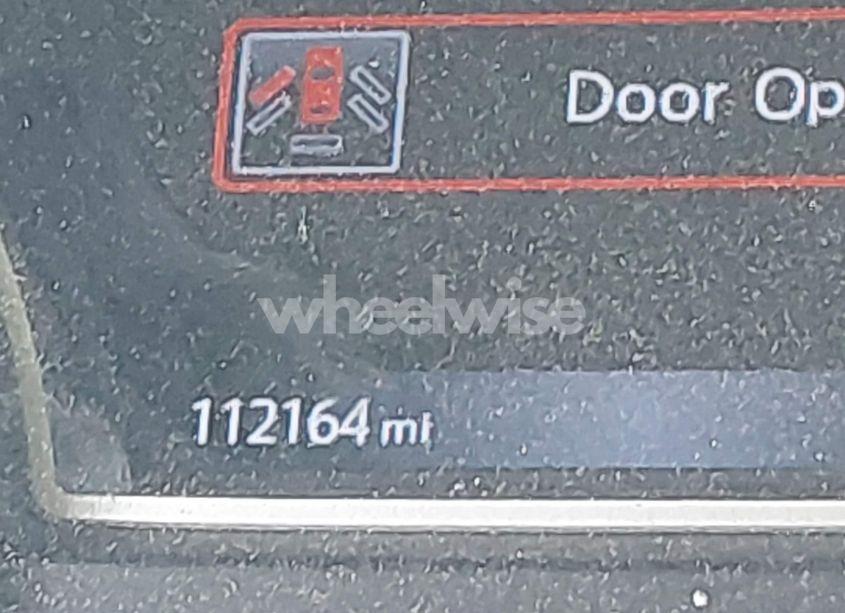 Door Op
wheelwise
112164 mi